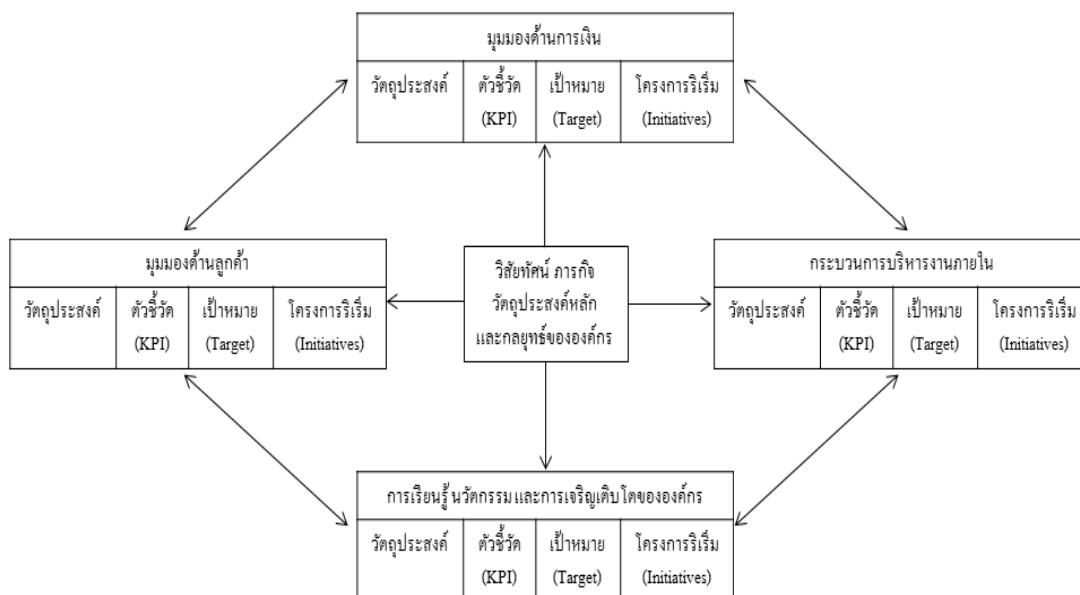 มุมมองด้านการเงิน
วัตถุประสงค์ ตัวชี้วัด เป้าหมาย โครงการริเริ่ม
(KPI) (Target) (Initiatives)
มุมมองด้านลูกค้า
วัตถุประสงค์ ตัวชี้วัด เป้าหมาย โครงการริเริ่ม
(KPI) (Target) (Initiatives)
วิสัยทัศน์ ภารกิจ
วัตถุประสงค์หลัก
และกลยุทธ์ขององค์กร
กระบวนการบริหารงานภายใน
วัตถุประสงค์ ตัวชี้วัด เป้าหมาย โครงการริเริ่ม
(KPI) (Target) (Initiatives)
การเรียนรู้ นวัตกรรม และการเจริญเติบโตขององค์กร
วัตถุประสงค์ ตัวชี้วัด เป้าหมาย โครงการริเริ่ม
(KPI) (Target) (Initiatives)